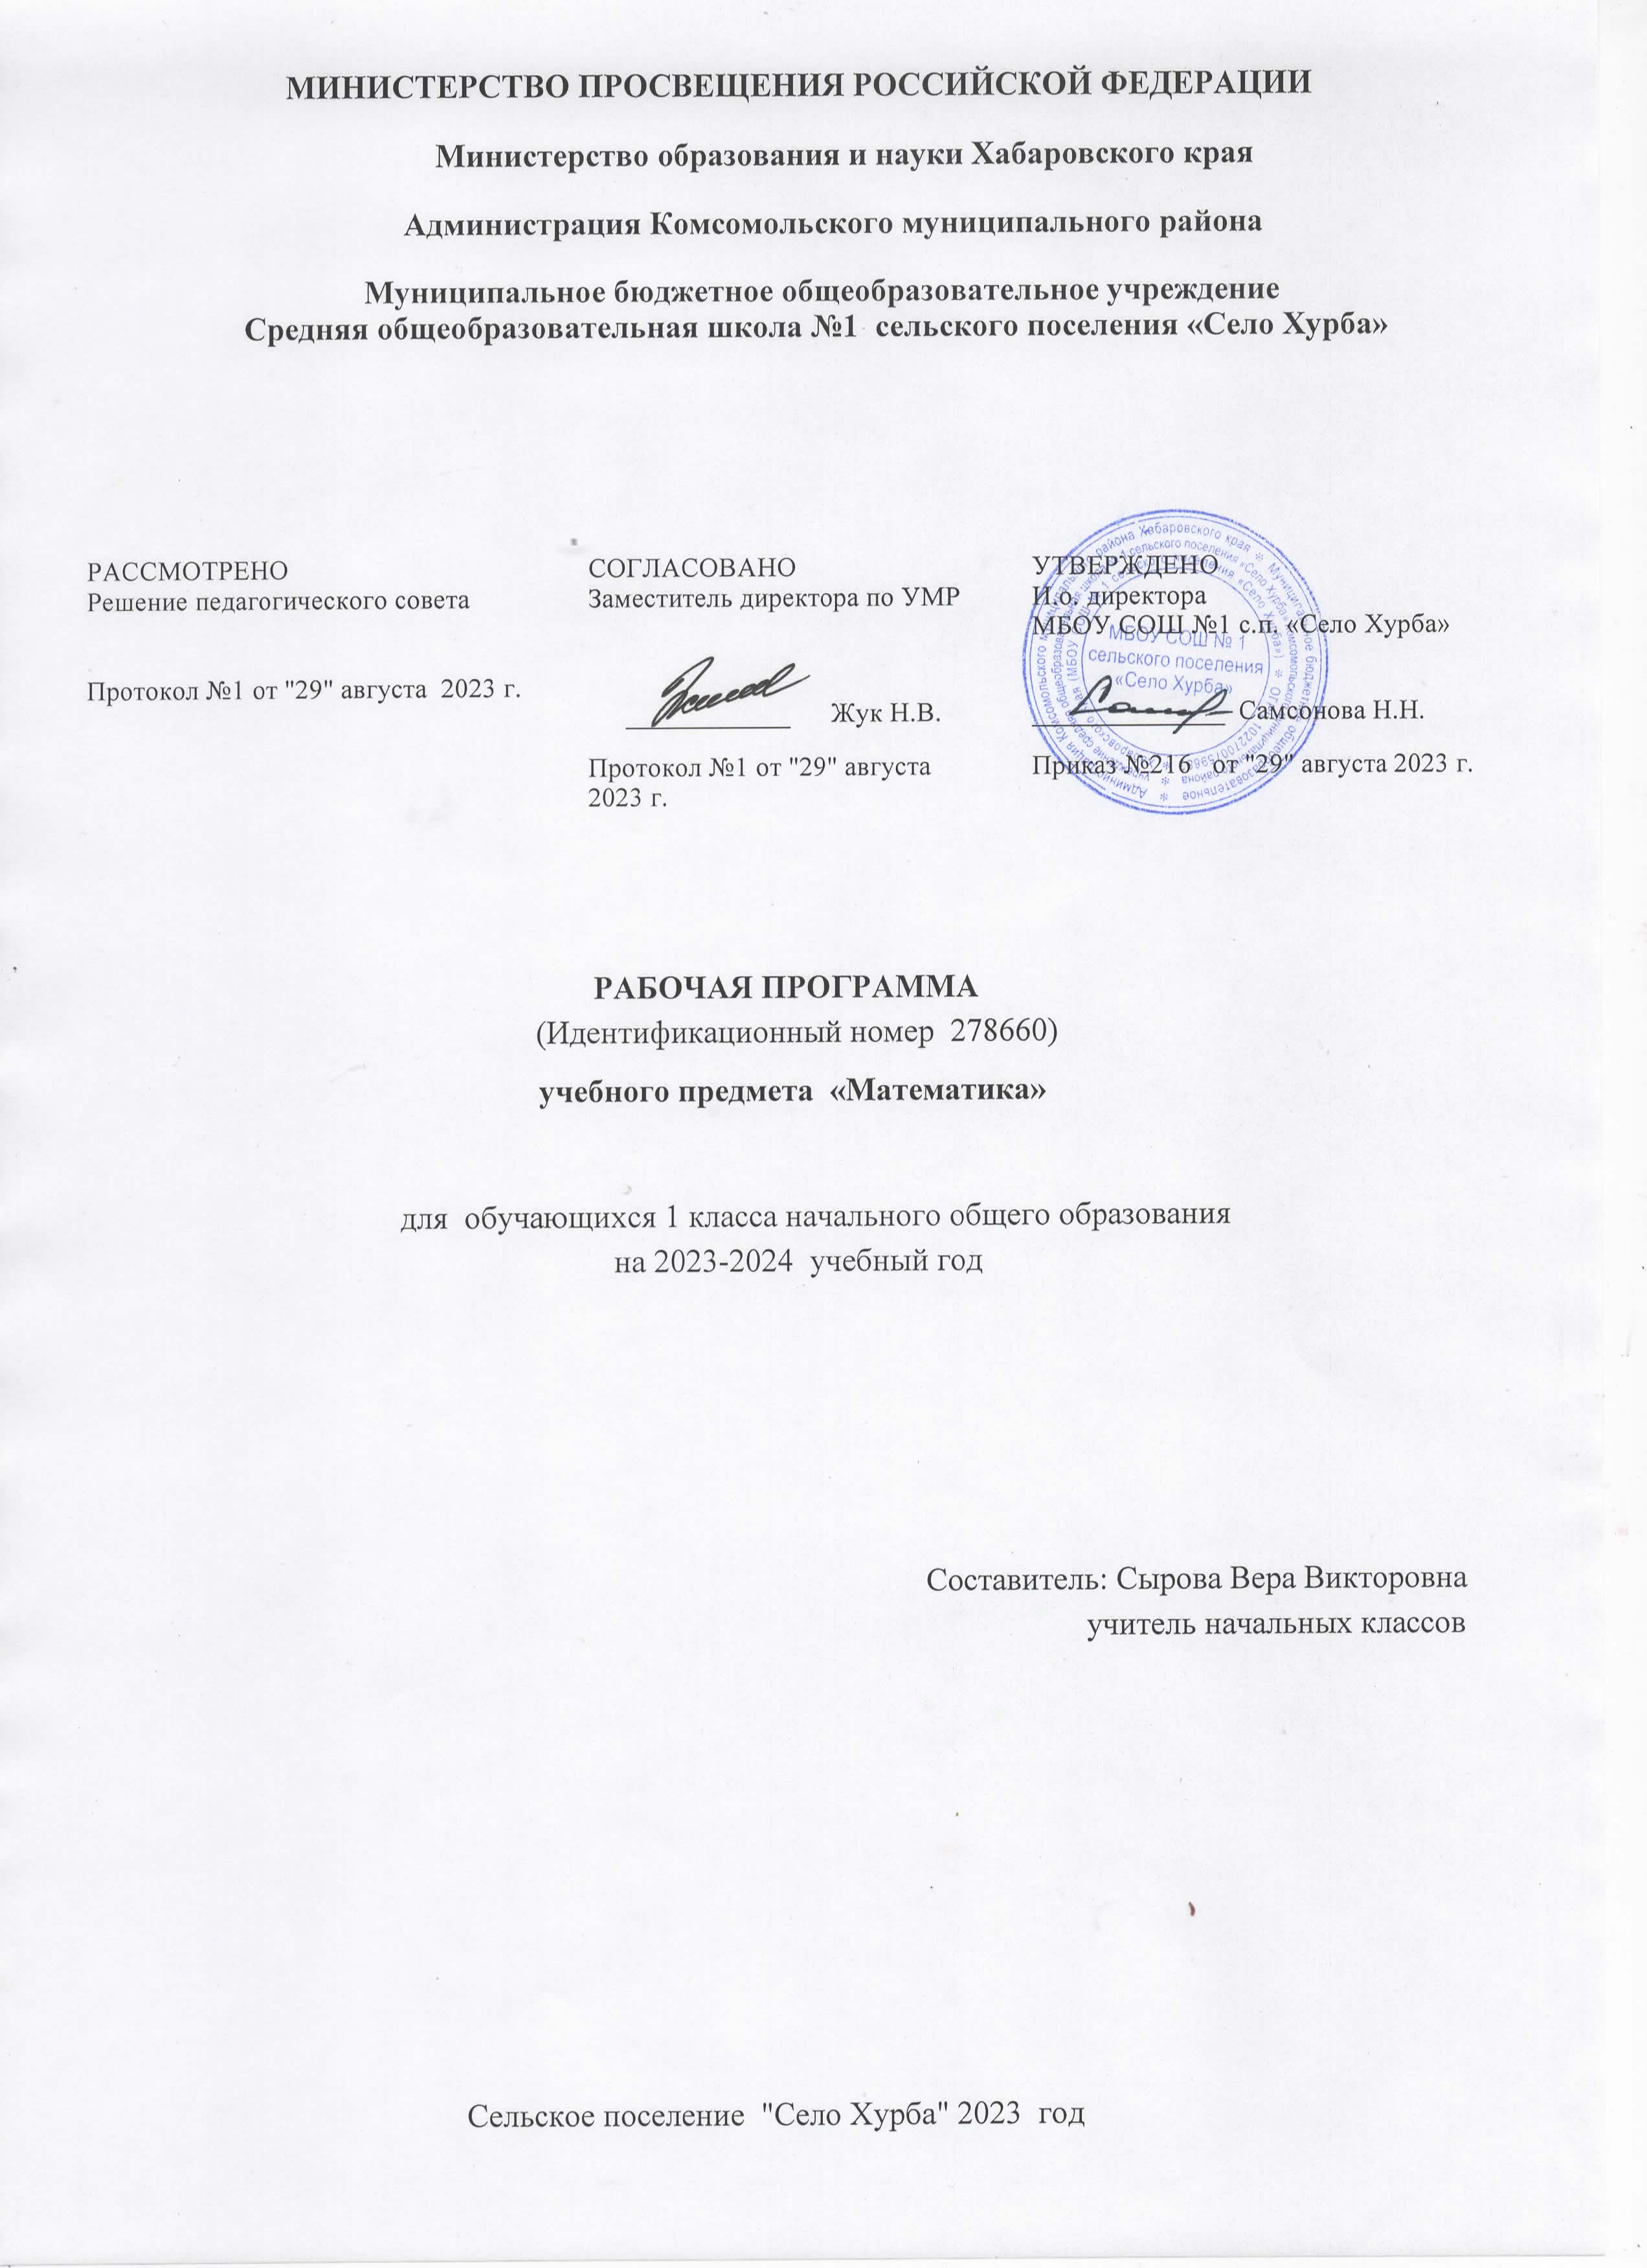 МИНИСТЕРСТВО ПРОСВЕЩЕНИЯ РОССИЙСКОЙ ФЕДЕРАЦИИ
Министерство образования и науки Хабаровского края
Администрация Комсомольского муниципального района
Муниципальное бюджетное общеобразовательное учреждение
Средняя общеобразовательная школа №1 сельского поселения «Село Хурба»
РАССМОТРЕНО
Решение педагогического совета
Протокол №1 от "29" августа 2023 г.
СОГЛАСОВАНО
Заместитель директора по УМР
Жук Н.В.
Протокол №1 от "29" августа
2023 г.
УТВЕРЖДЕНО
И.о. директора
МБОУ СОШ №1 с.п. «Село Хурба»
Самсонова Н.Н.
Приказ №216 от "29" августа 2023 г.
МБОУ СОШ № 1
сельского поселения
«Село Хурба»
РАБОЧАЯ ПРОГРАММА
(Идентификационный номер 278660)
учебного предмета «Математика»
для обучающихся 1 класса начального общего образования
на 2023-2024 учебный год
Составитель: Сырова Вера Викторовна
учитель начальных классов
Сельское поселение "Село Хурба" 2023 год